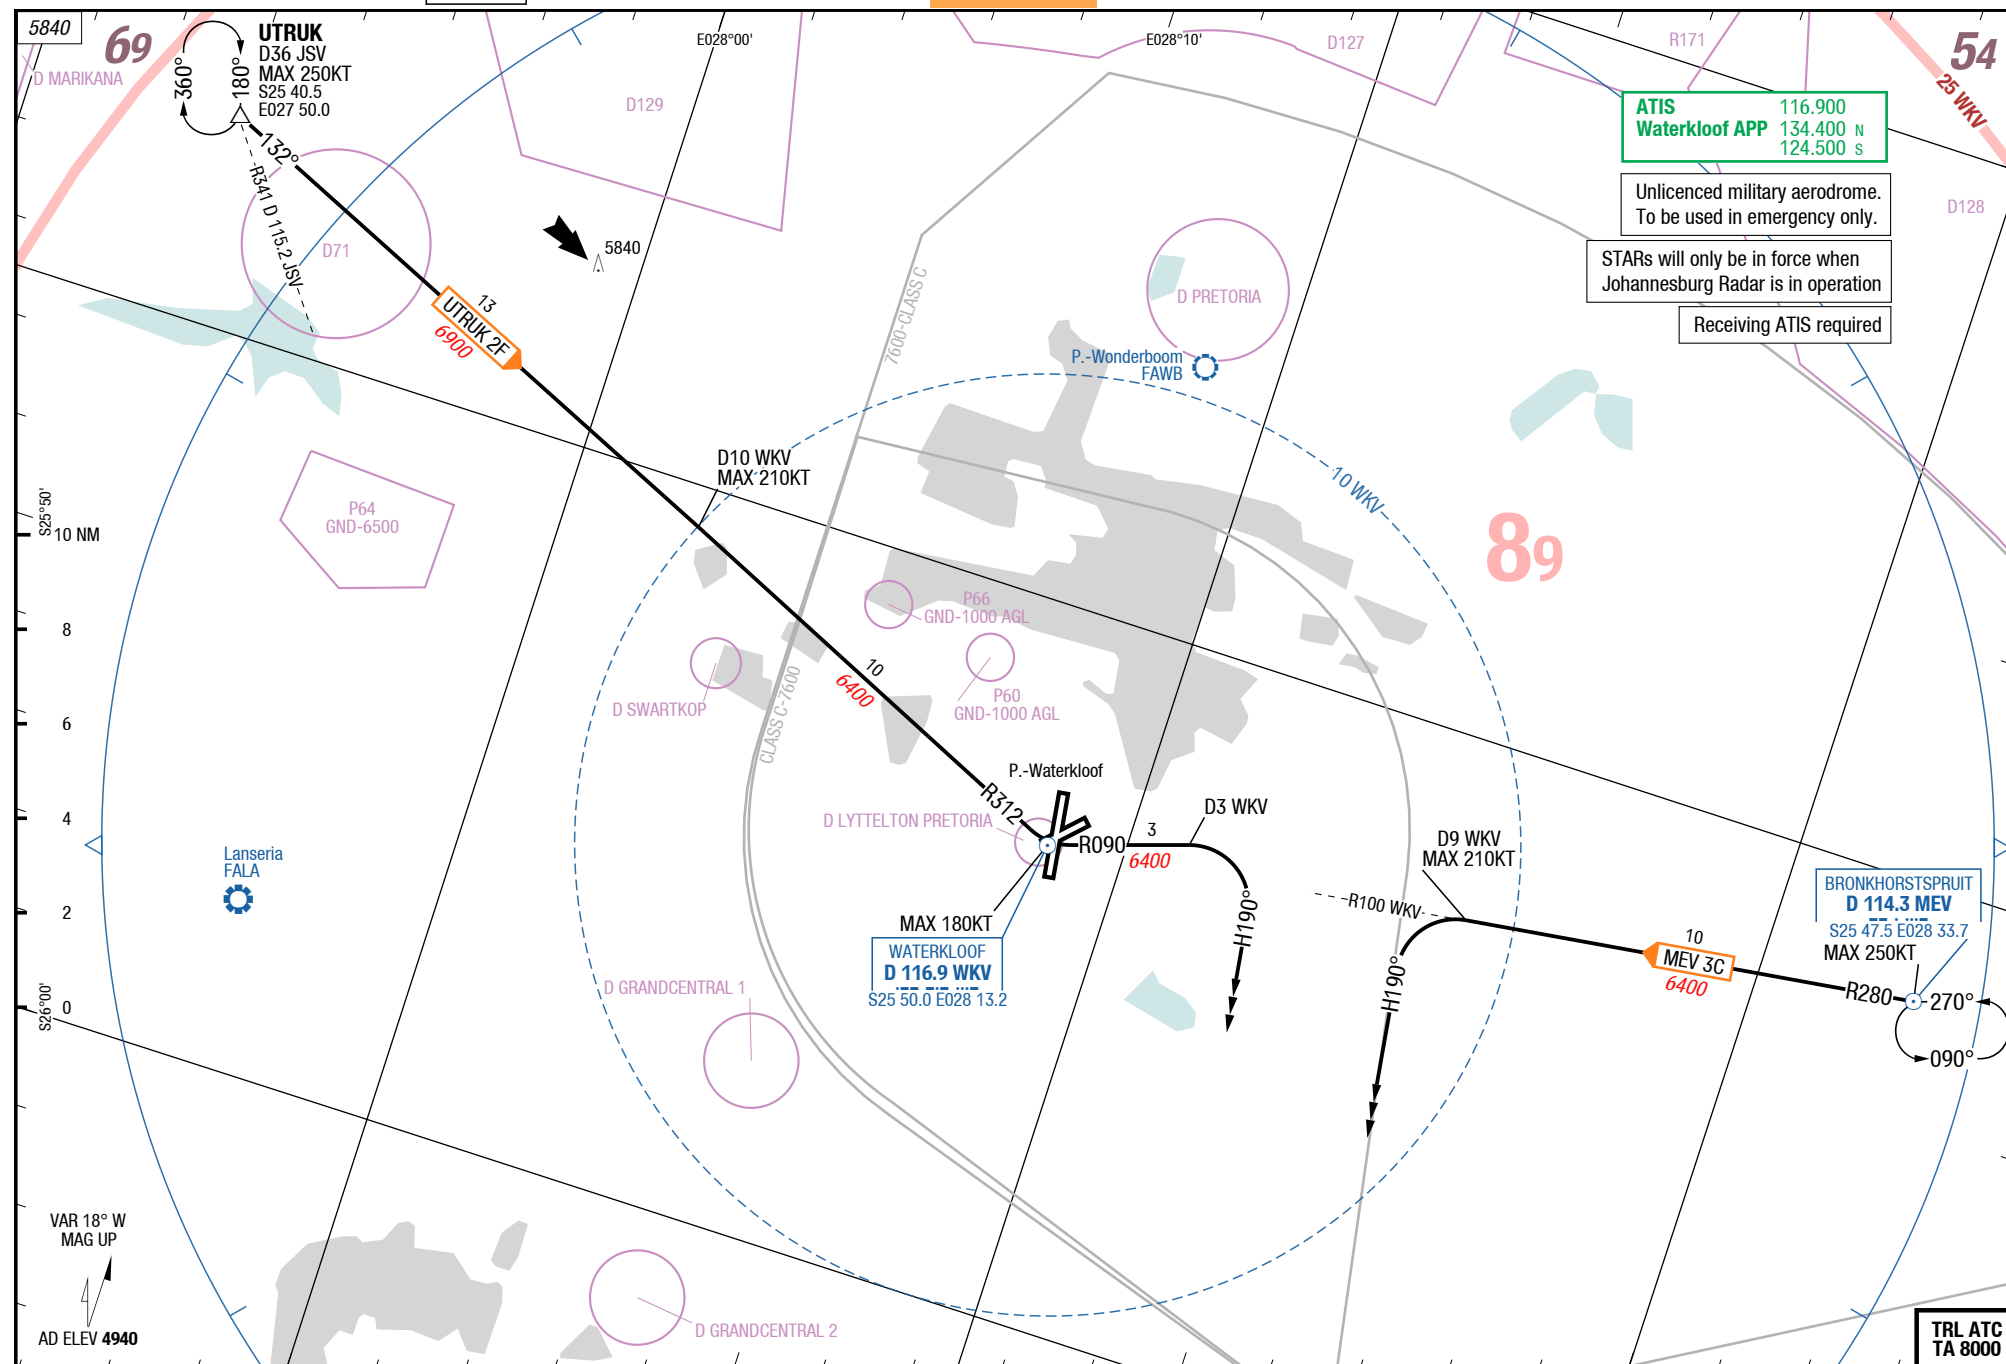 5840
69
UTRUK
D36 JSV
MAX 250KT
S25 40.5
E027 50.0
360°
180°
D MARIKANA
132°
R341 D 115.2 JSV
D71
D129
E028°00'
E028°10'
D127
R171
54
25 WKV
ATIS 116.900
Waterkloof APP 134.400 N
124.500 S
Unlicenced military aerodrome.
To be used in emergency only.
D128
STARs will only be in force when
Johannesburg Radar is in operation
Receiving ATIS required
5840
7600-CLASS C
D PRETORIA
13
UTRUK 2F
6900
P.-Wonderboom
FAWB
D10 WKV
MAX 210KT
10 WKV
S25°50'
10 NM
P64
GND-6500
89
P66
GND-1000 AGL
8
10
6400
P60
GND-1000 AGL
D SWARTKOP
CLASS C-7600
6
P.-Waterkloof
R312
4
D LYTTELTON PRETORIA
R090
3
6400
D3 WKV
D9 WKV
MAX 210KT
Lanseria
FALA
R100 WKV
BRONKHORSTSPRUIT
D 114.3 MEV
S25 47.5 E028 33.7
MAX 250KT
2
MAX 180KT
H190°
10
MEV 3C
6400
WATERKLOOF
D 116.9 WKV
S25 50.0 E028 13.2
D GRANDCENTRAL 1
H190°
R280
270°
090°
S26°00'
0
VAR 18° W
MAG UP
AD ELEV 4940
D GRANDCENTRAL 2
TRL ATC
TA 8000